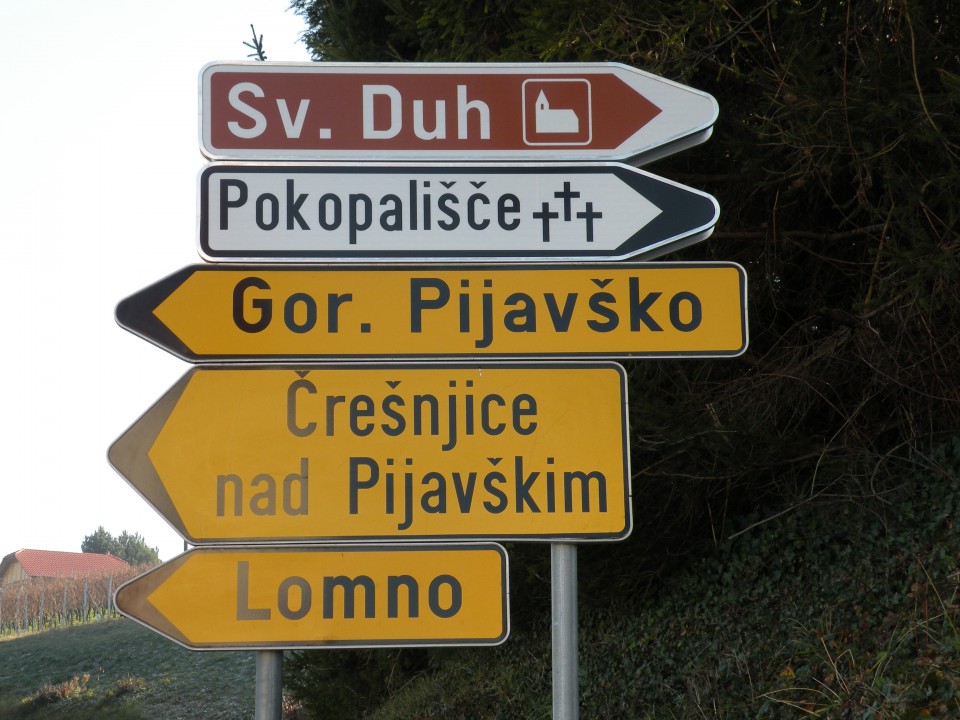 Sv. Duh
Pokopališče
Gor. Pijavško
Črešnjice
nad Pijavškim
Lomno